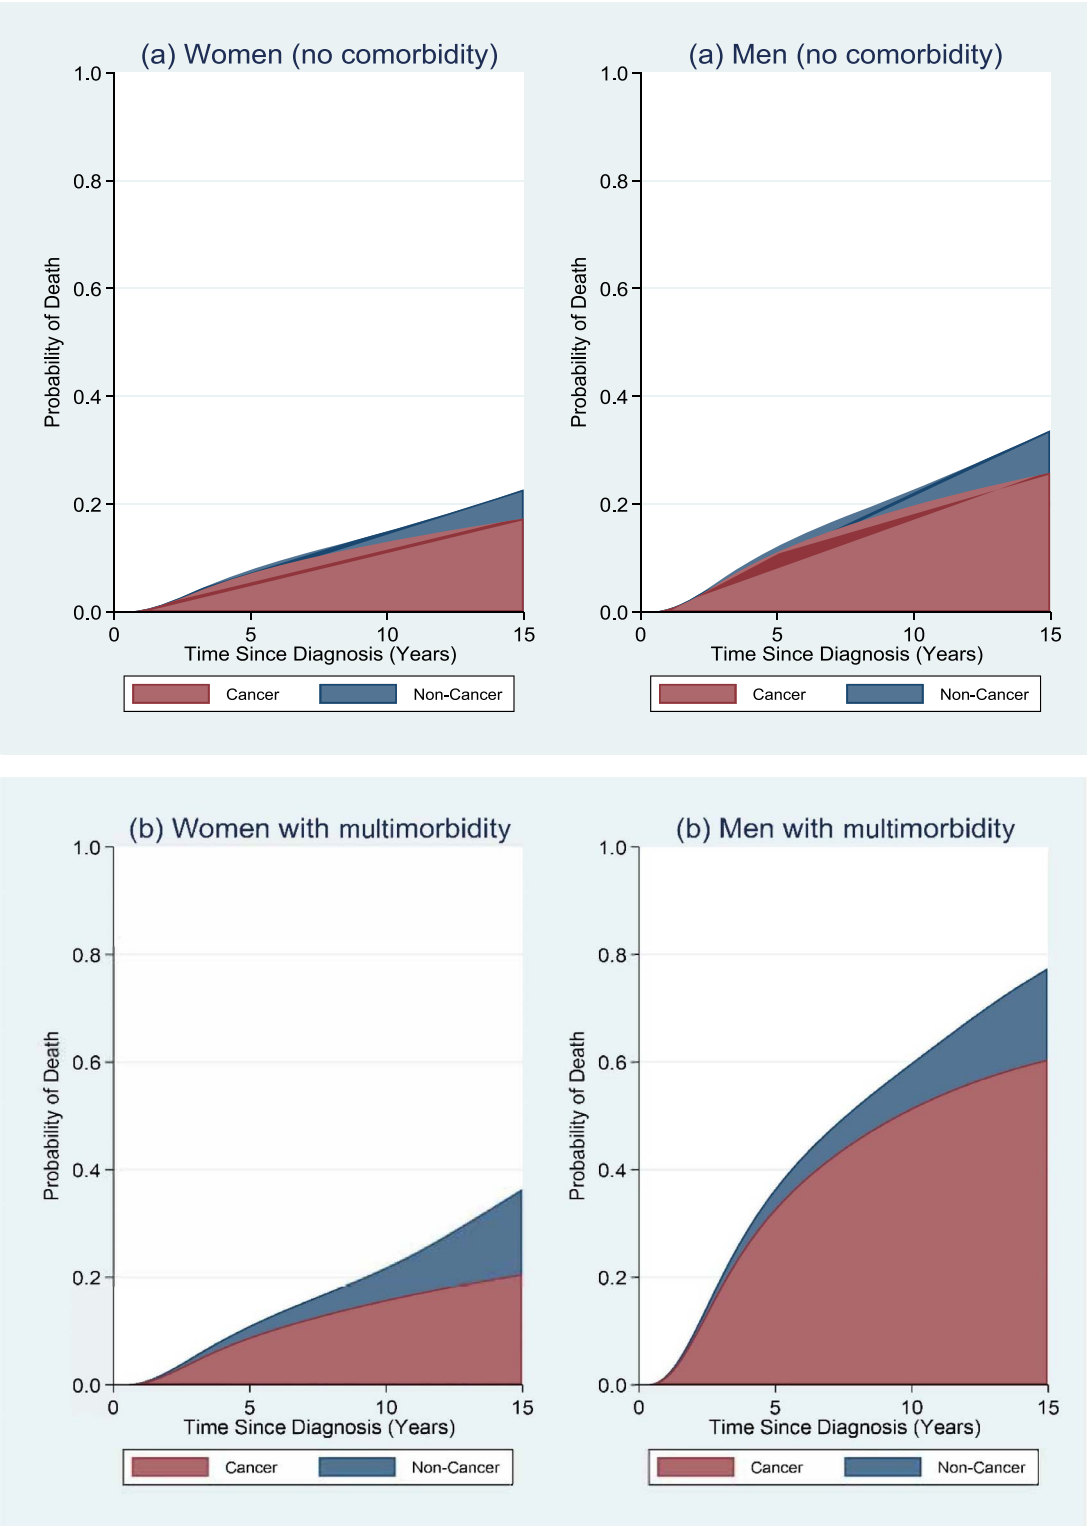 (a) Women (no comorbidity)
1.0
0.8
0.6
0.4
0.2
0.0
Probability of Death
0 5 10 15
Time Since Diagnosis (Years)
Cancer Non-Cancer
(a) Men (no comorbidity)
1.0
0.8
0.6
0.4
0.2
0.0
Probability of Death
0 5 10 15
Time Since Diagnosis (Years)
Cancer Non-Cancer
(b) Women with multimorbidity
1.0
0.8
0.6
0.4
0.2
0.0
Probability of Death
0 5 10 15
Time Since Diagnosis (Years)
Cancer Non-Cancer
(b) Men with multimorbidity
1.0
0.8
0.6
0.4
0.2
0.0
Probability of Death
0 5 10 15
Time Since Diagnosis (Years)
Cancer Non-Cancer